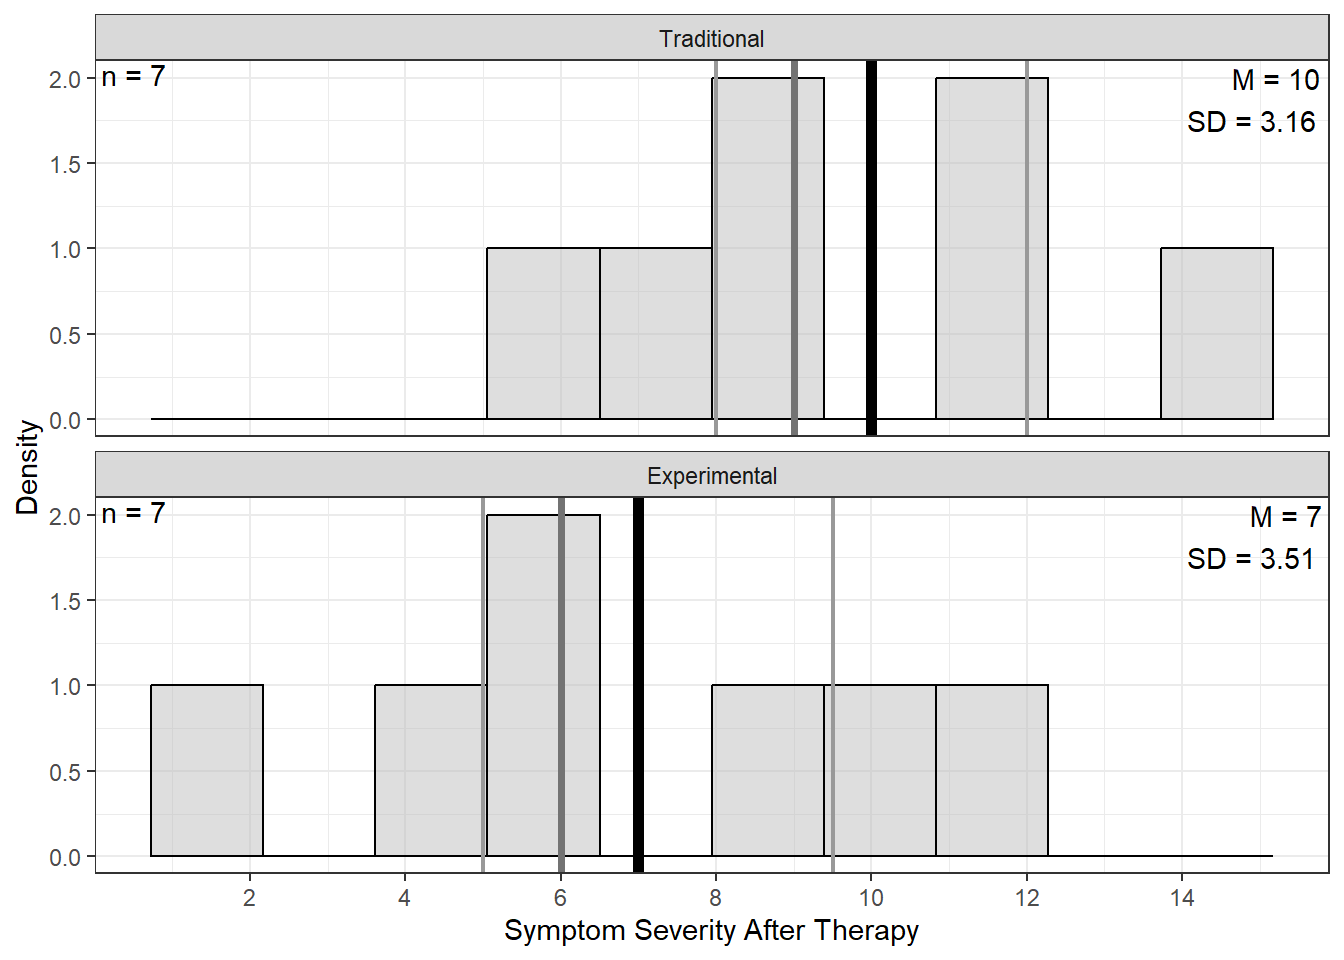 Traditional
n = 7
M = 10
SD = 3.16
2.0
1.5
1.0
0.5
0.0
Density
Experimental
n = 7
M = 7
SD = 3.51
2.0
1.5
1.0
0.5
0.0
2 4 6 8 10 12 14
Symptom Severity After Therapy